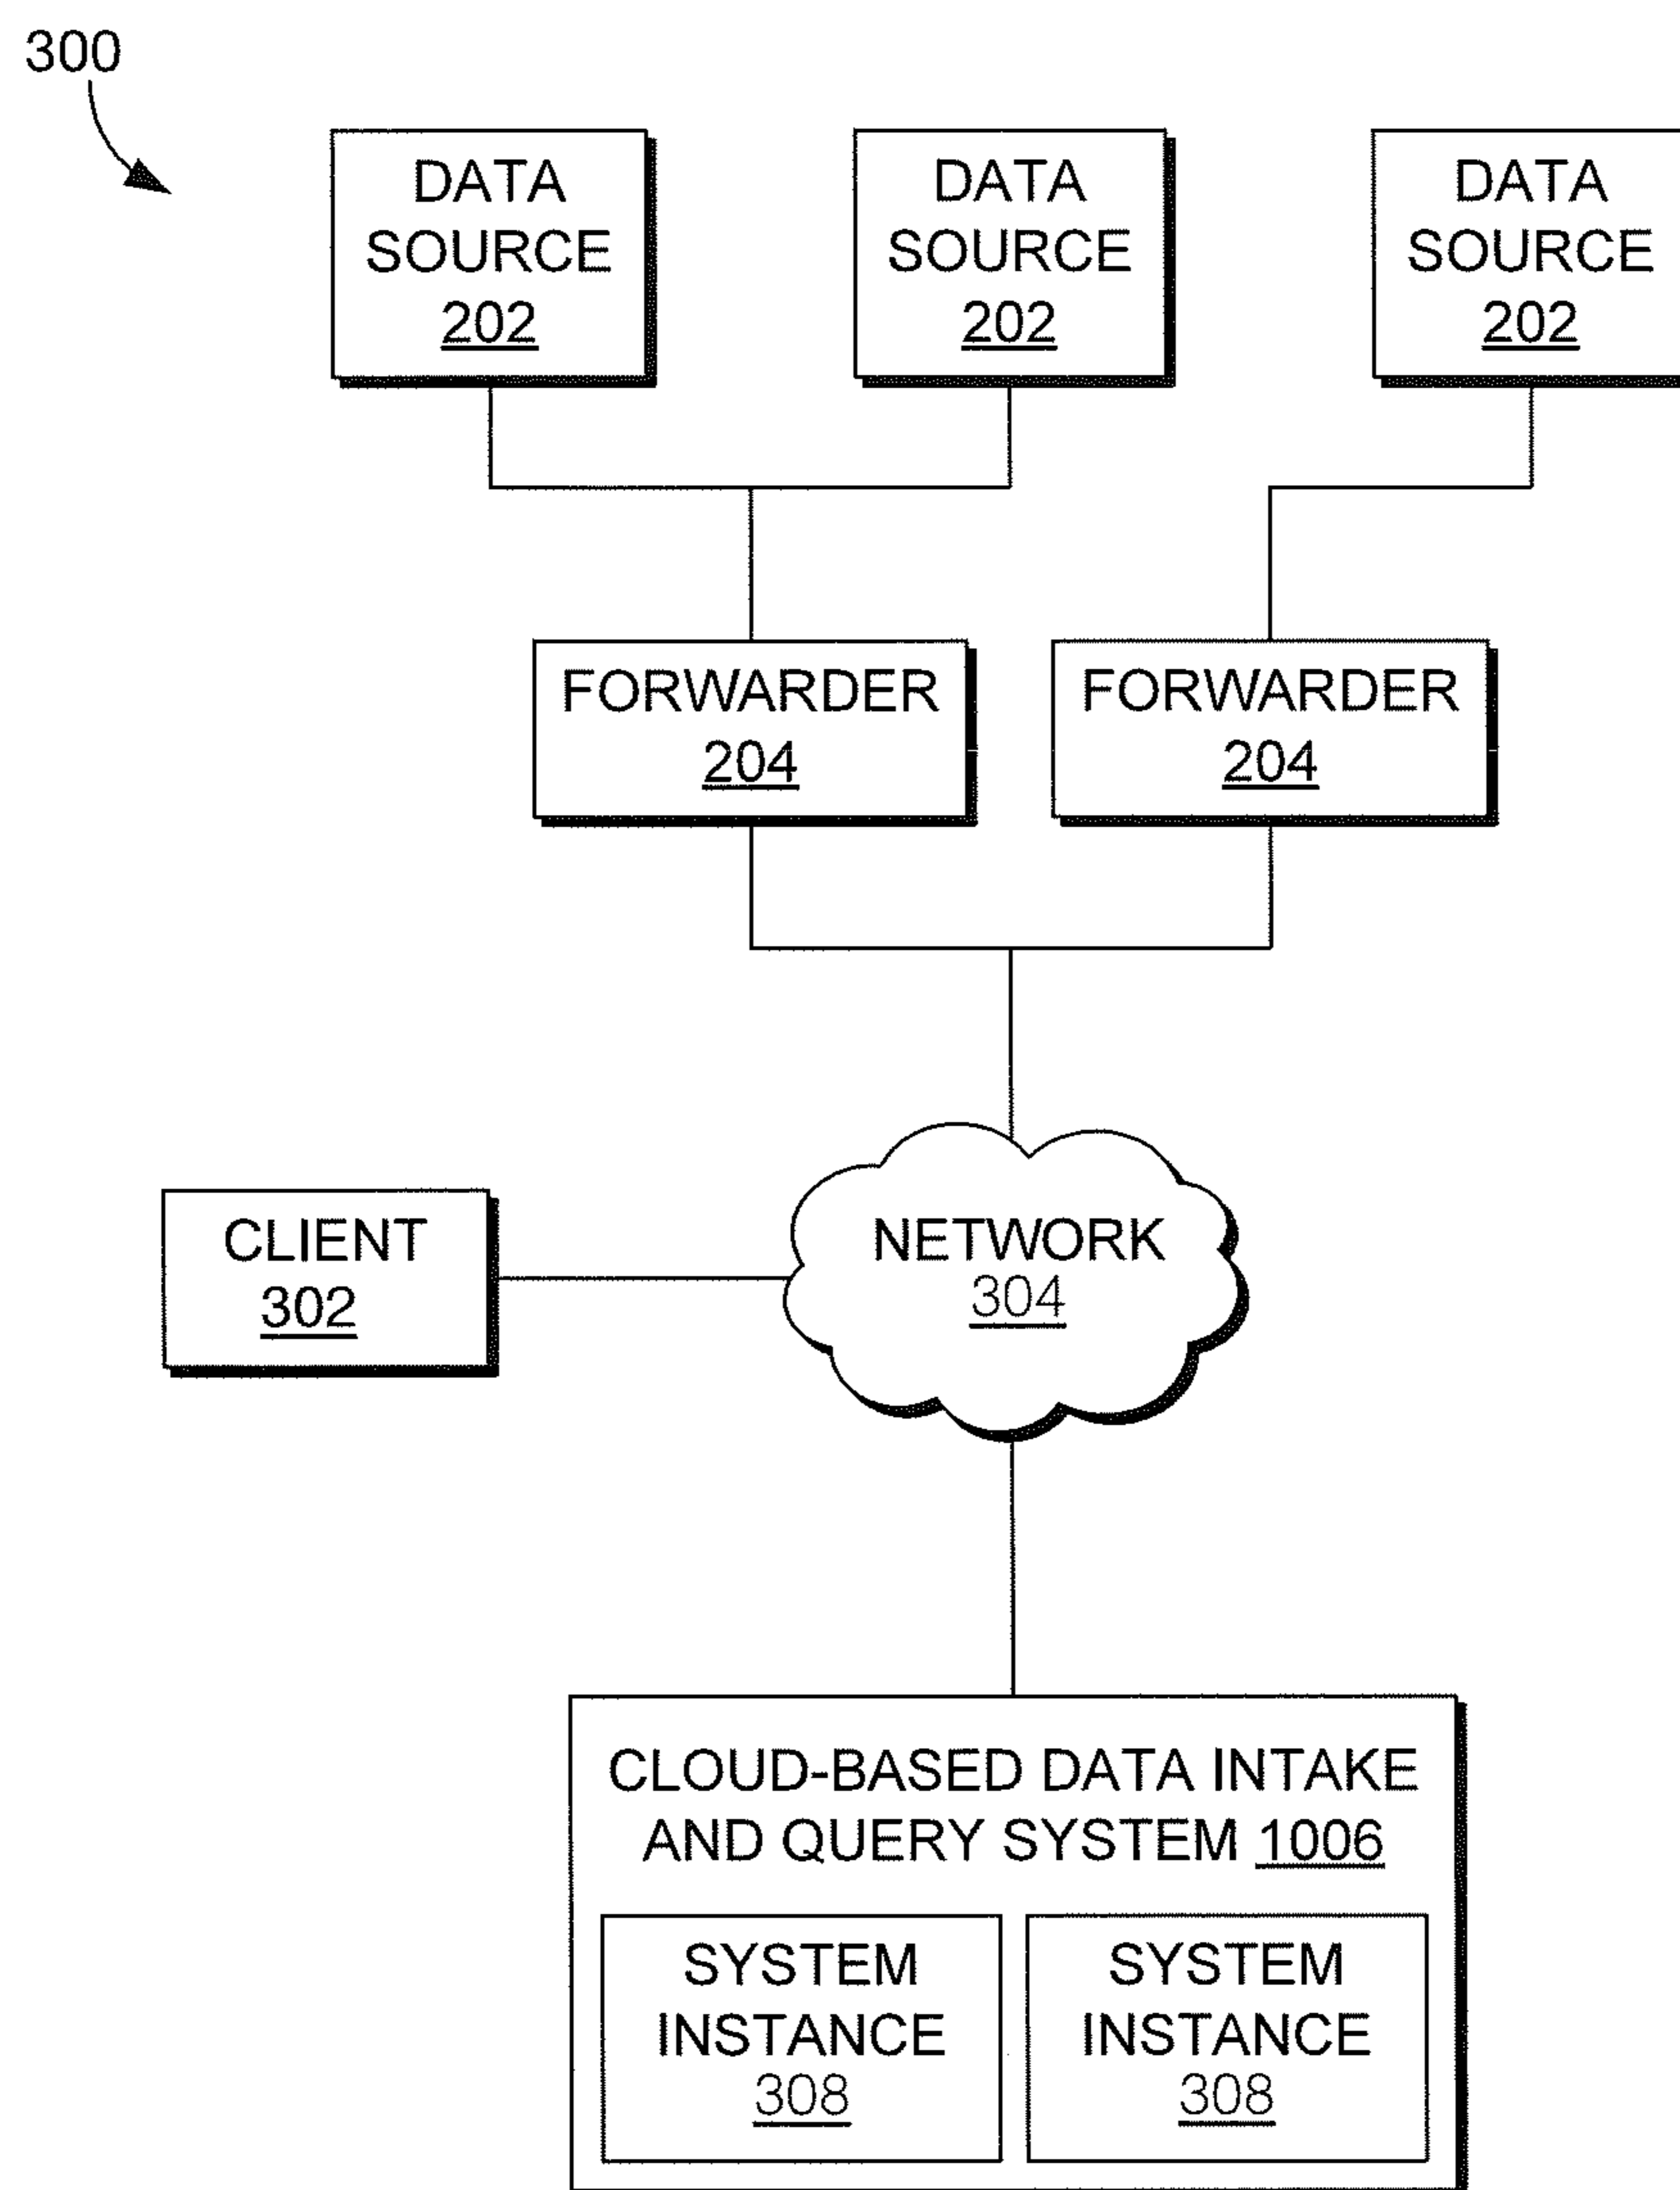 300
DATA
SOURCE
202
DATA
SOURCE
202
DATA
SOURCE
202
FORWARDER
204
FORWARDER
204
CLIENT
302
NETWORK
304
CLOUD-BASED DATA INTAKE
AND QUERY SYSTEM 1006
SYSTEM
INSTANCE
308
SYSTEM
INSTANCE
308